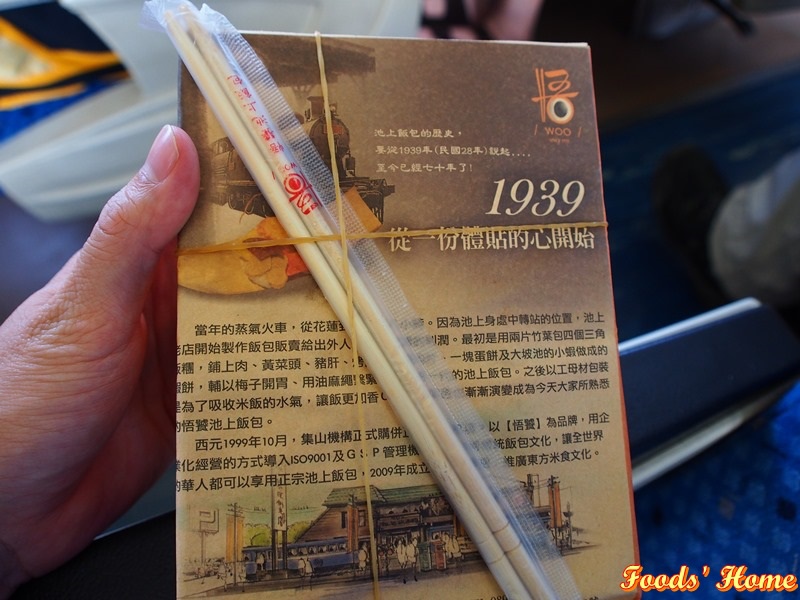 悟
WOO
池上飯包的歷史，
要從1939年(民國28年)說起....
至今已經七十年了！
1939
從一份體貼的心開始
當年的蒸氣火車，從花蓮 。因為池上身處中轉站的位置，池上
老店開始製作飯包販賣給出外人 潤。最初是用兩片竹葉包四個三角
飯糰，鋪上肉、黃菜頭、豬肝、 一塊蛋餅及大坡池的小蝦做成的
蝦餅，輔以梅子開胃、用油麻繩 的池上飯包。之後以工母材包裝
是為了吸收米飯的水氣，讓飯更加香 漸漸演變成為今天大家所熟悉
的悟饕池上飯包。
西元1999年10月，集山機構正式購併 以【悟饕】為品牌，用企
業化經營的方式導入ISO9001及GSP管理 統飯包文化，讓全世界
的華人都可以享用正宗池上飯包，2009年成立 推廣東方米食文化。
Foods' Home